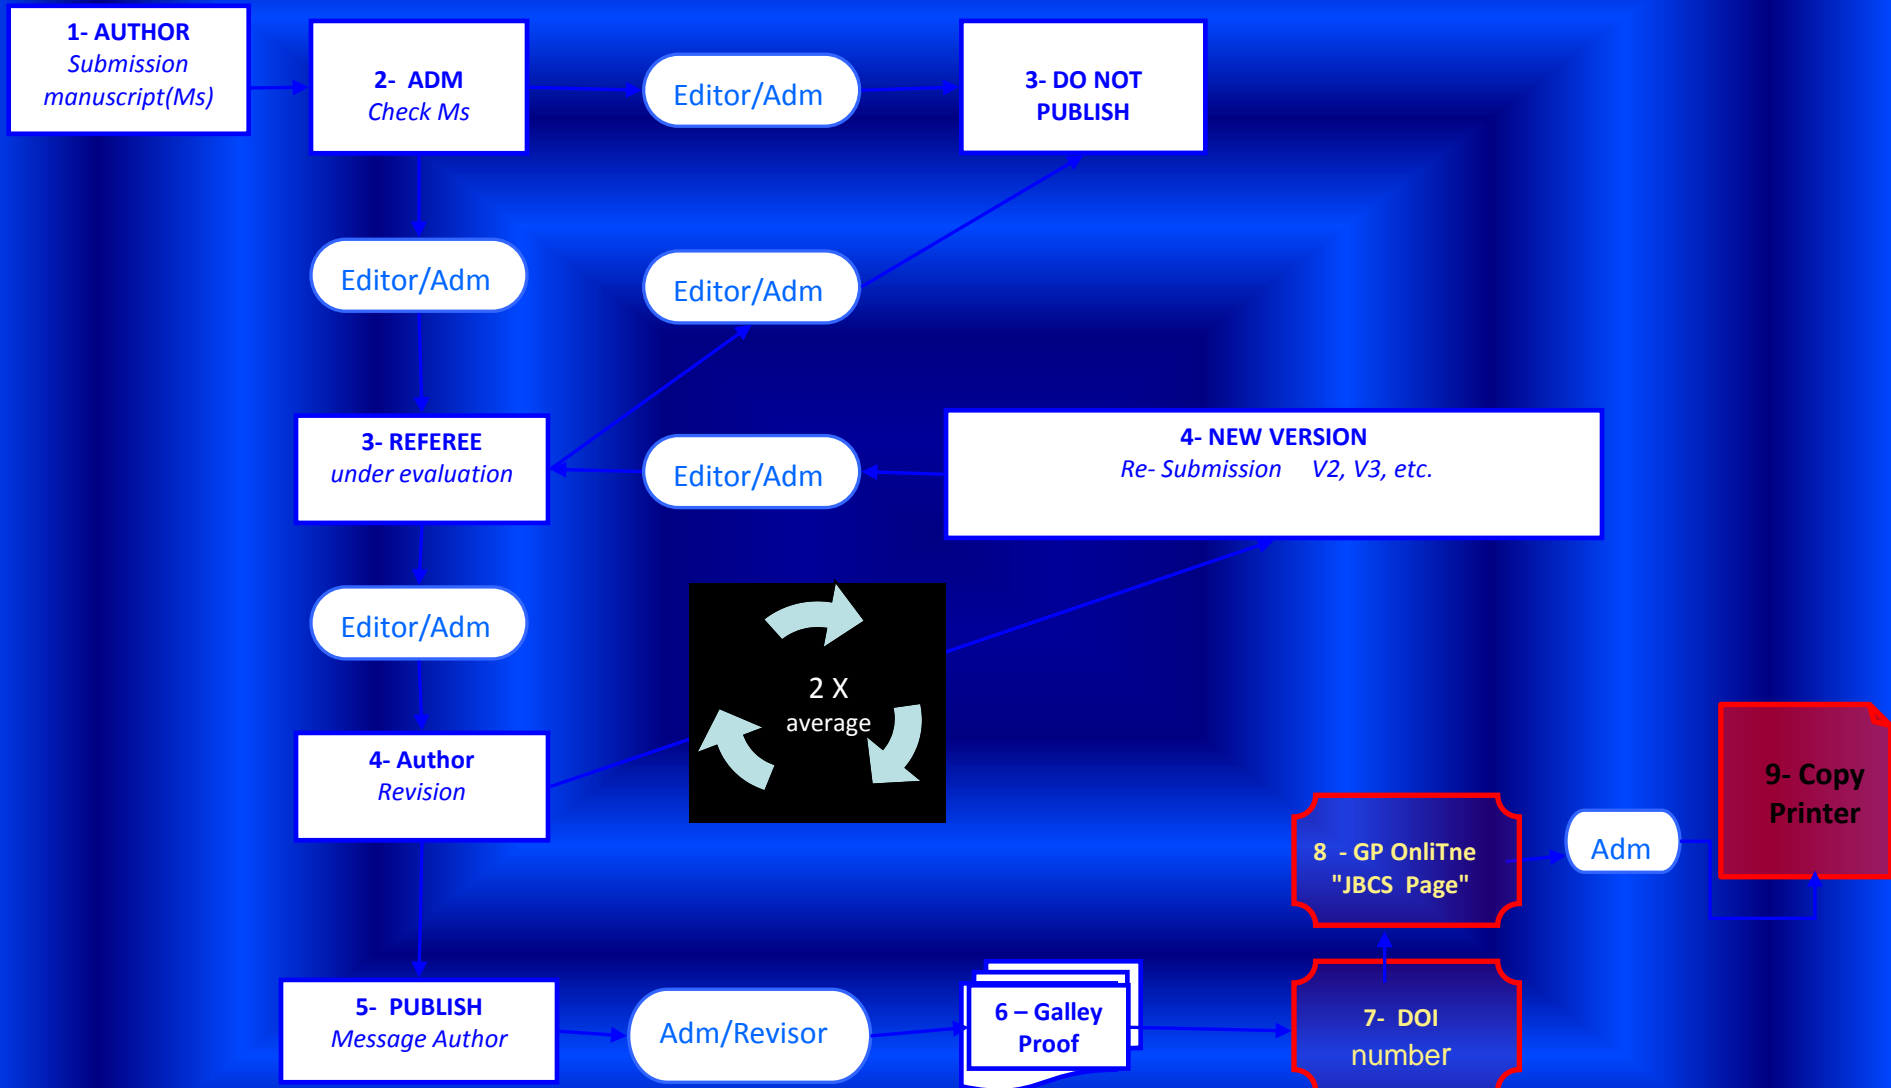 1- AUTHOR
Submission
manuscript(Ms)
2- ADM
Check Ms
Editor/Adm
3- DO NOT
PUBLISH
Editor/Adm
Editor/Adm
3- REFEREE
under evaluation
Editor/Adm
4- NEW VERSION
Re- Submission V2, V3, etc.
Editor/Adm
2 X
average
4- Author
Revision
9- Copy
Printer
8 - GP OnliTne
"JBCS Page"
Adm
5- PUBLISH
Message Author
Adm/Revisor
6 – Galley
Proof
7- DOI
number